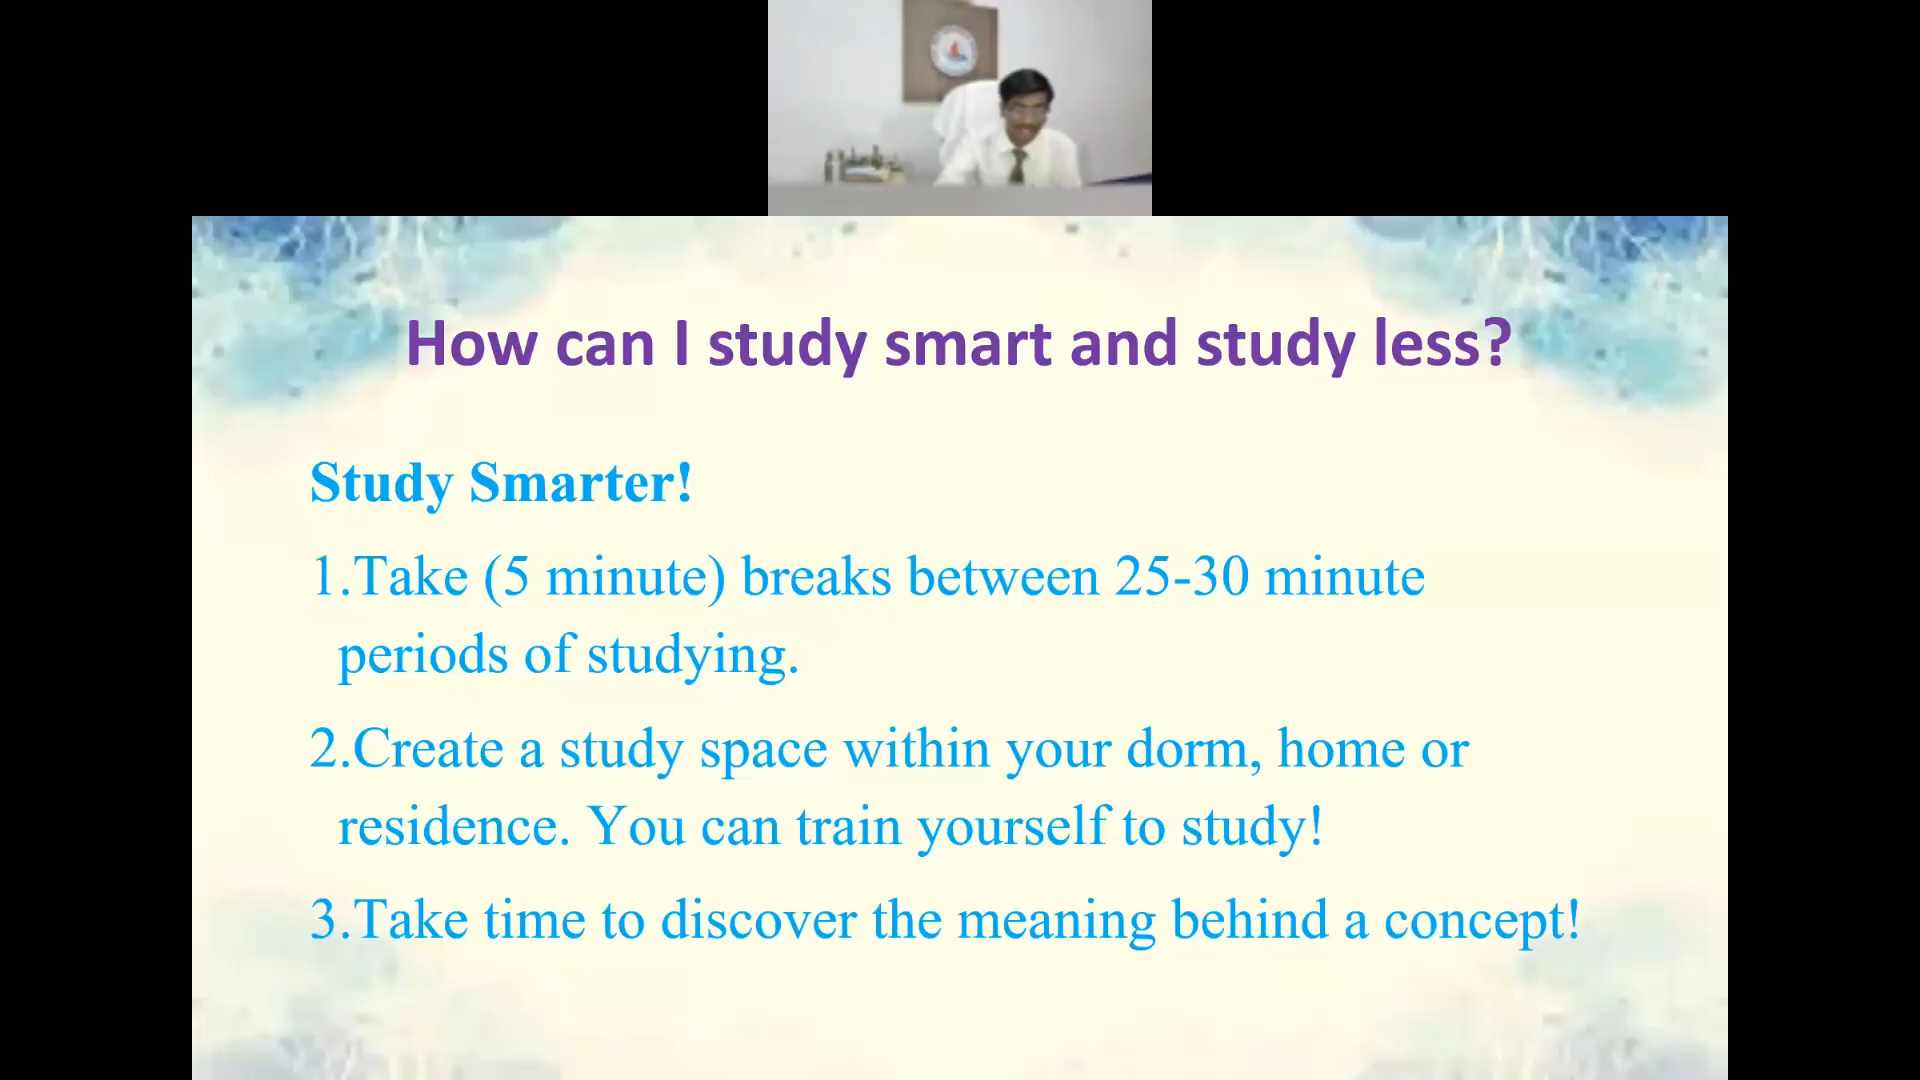 How can I study smart and study less?
Study Smarter!
1.Take (5 minute) breaks between 25-30 minute
periods of studying.
2.Create a study space within your dorm, home or
residence. You can train yourself to study!
3.Take time to discover the meaning behind a concept!